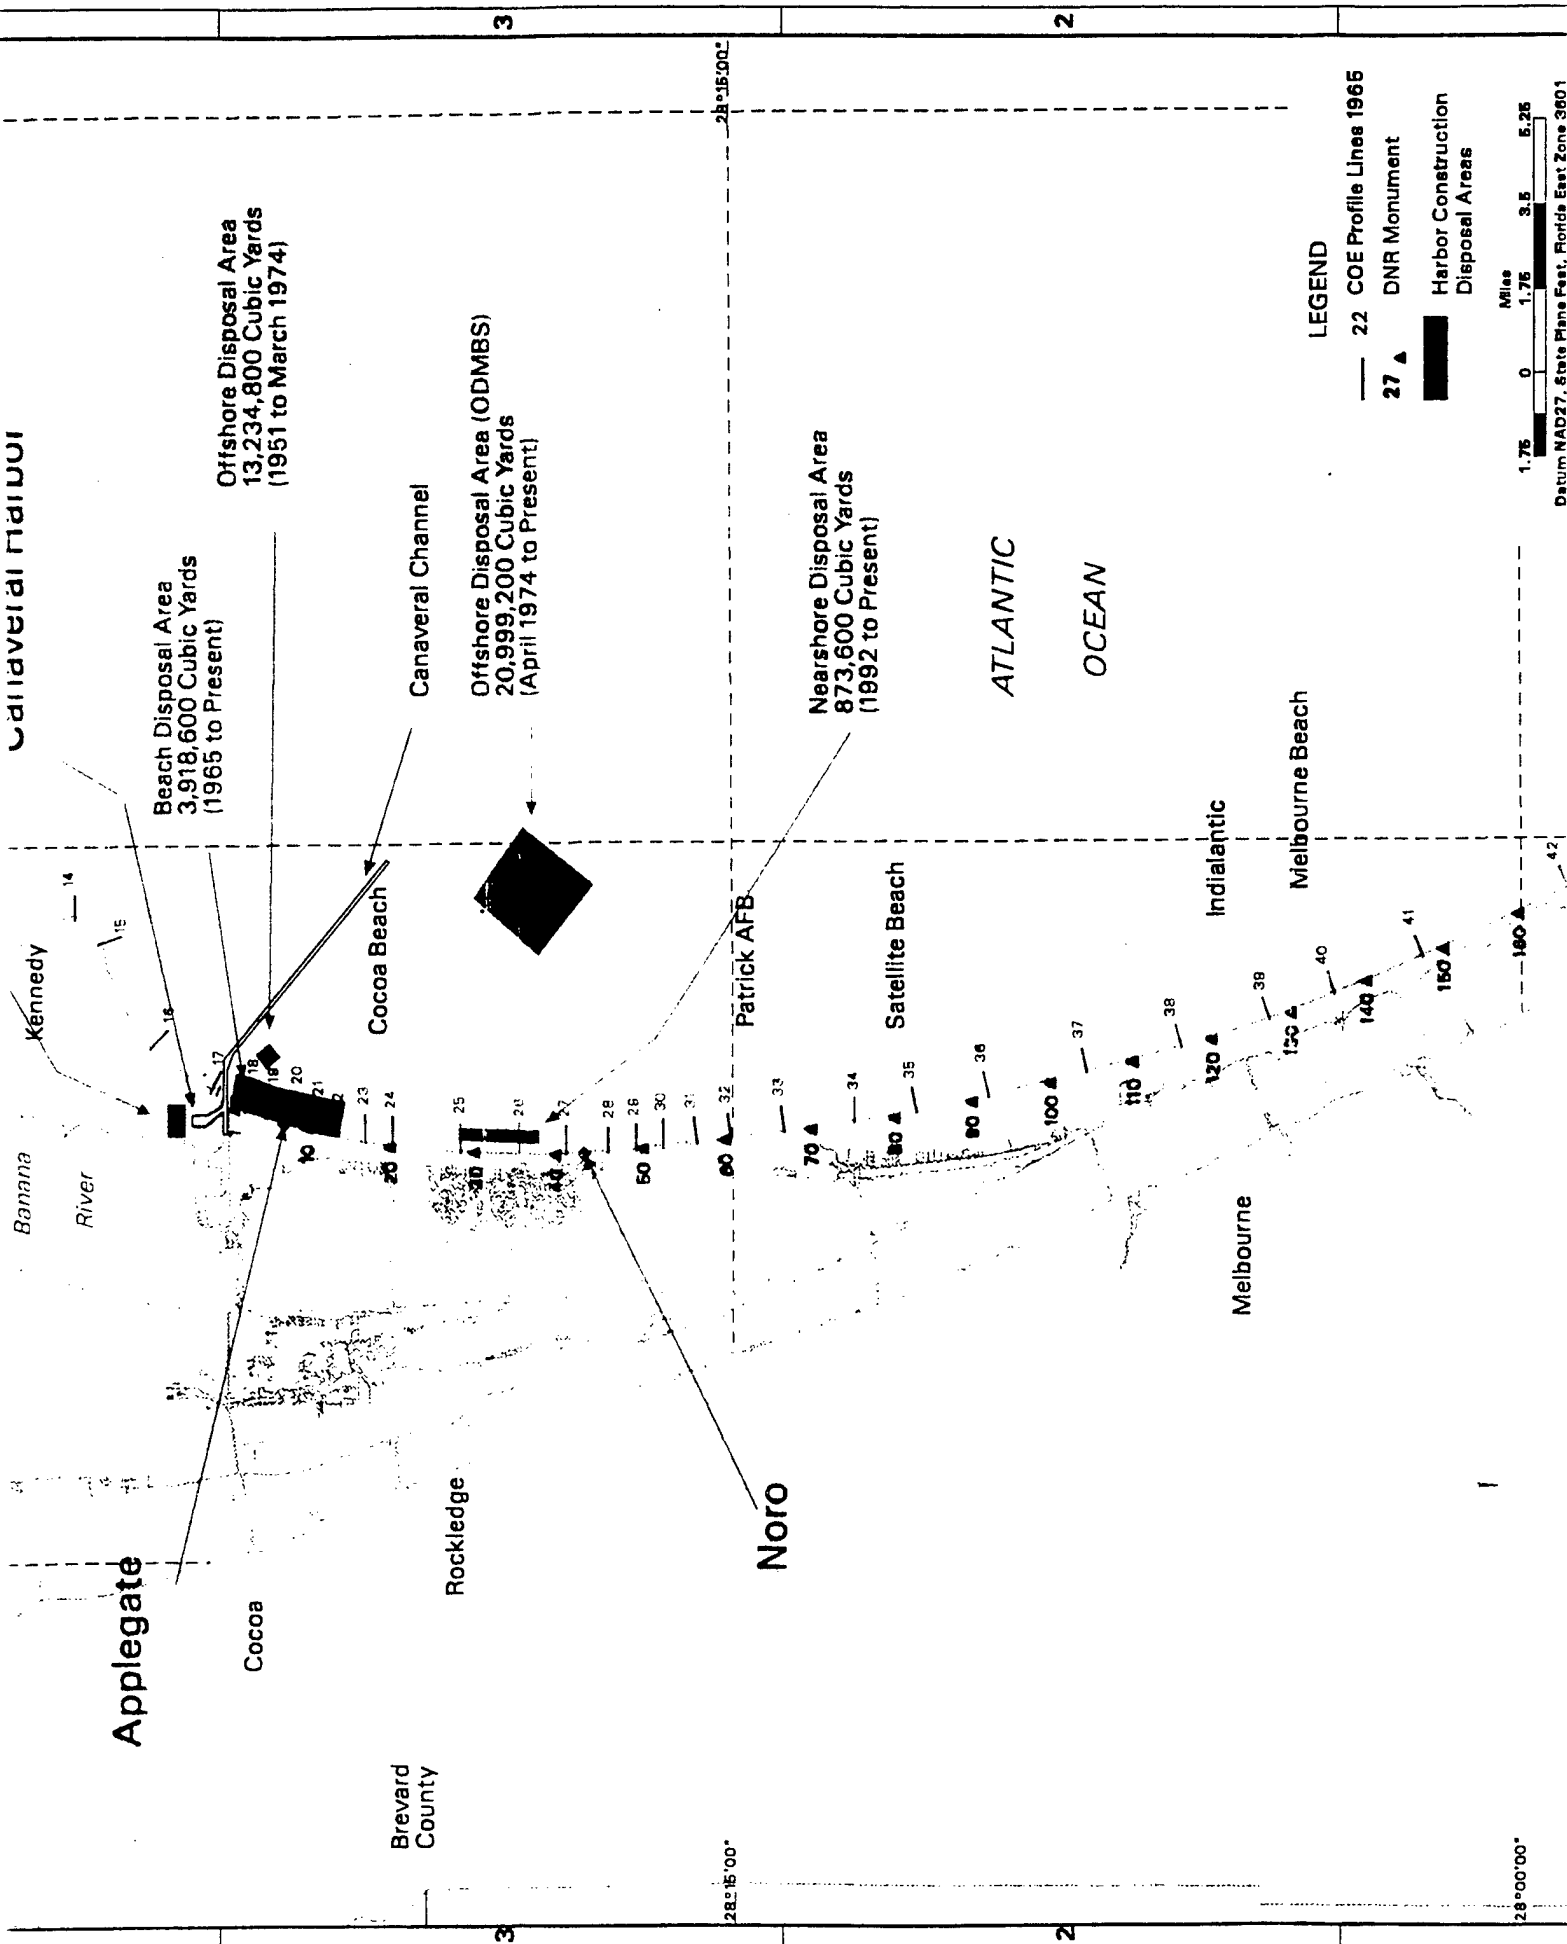 3
2
28°15'00"
Kennedy
Banana
River
Beach Disposal Area
3,918,600 Cubic Yards
(1965 to Present)
Offshore Disposal Area
13,234,800 Cubic Yards
(1951 to March 1974)
Canaveral Channel
Offshore Disposal Area (ODMBS)
20,999,200 Cubic Yards
(April 1974 to Present)
Nearshore Disposal Area
873,600 Cubic Yards
(1992 to Present)
ATLANTIC
OCEAN
Cocoa Beach
Patrick AFB
Satellite Beach
Indialantic
Melbourne Beach
Melbourne
Applegate
Cocoa
Rockledge
Noro
Brevard
County
14
15
16
17
18
19
20
21
23
24
25
26
27
28
29
30
31
32
33
34
35
36
37
38
39
40
41
42
10
20
50
60
70
80
90
100
110
120
140
150
160
LEGEND
22 COE Profile Lines 1965
27 DNR Monument
Harbor Construction
Disposal Areas
Miles
1.75 0 1.75 3.5 5.25
Datum NAD27, State Plane Feet, Florida East Zone 3601
28°15'00"
28°00'00"
3
2